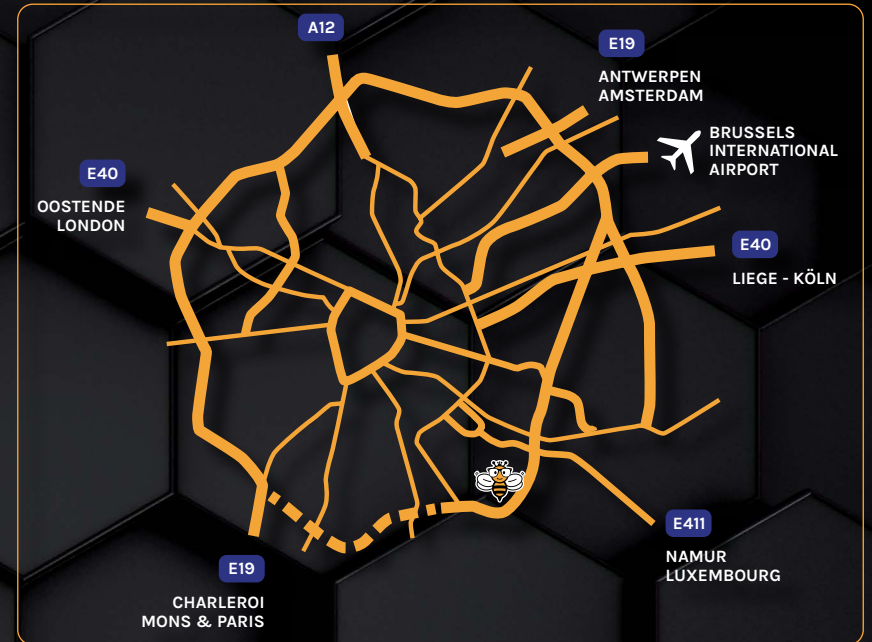 A12
E19
ANTWERPEN
AMSTERDAM
BRUSSELS
INTERNATIONAL
AIRPORT
E40
OOSTENDE
LONDON
E40
LIEGE - KÖLN
E411
NAMUR
LUXEMBOURG
E19
CHARLEROI
MONS & PARIS